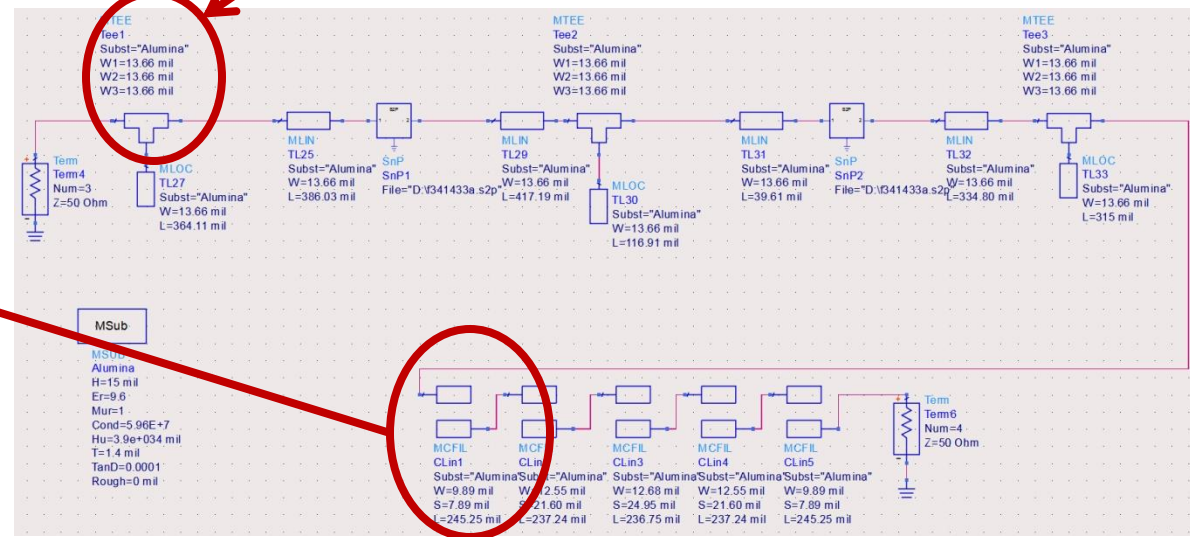 MTEE
Tee1
Subst="Alumina"
W1=13.66 mil
W2=13.66 mil
W3=13.66 mil
MTEE
Tee2
Subst="Alumina"
W1=13.66 mil
W2=13.66 mil
W3=13.66 mil
MTEE
Tee3
Subst="Alumina"
W1=13.66 mil
W2=13.66 mil
W3=13.66 mil
Term
Term4
Num=3
Z=50 Ohm
MLOC
TL27
Subst="Alumina"
W=13.66 mil
L=364.11 mil
MLIN
TL25
Subst="Alumina"
W=13.66 mil
L=386.03 mil
S2P
1 2
SnP
SnP1
File="D:\f341433a.s2p"
MLIN
TL29
Subst="Alumina"
W=13.66 mil
L=417.19 mil
MLOC
TL30
Subst="Alumina"
W=13.66 mil
L=116.91 mil
MLIN
TL31
Subst="Alumina"
W=13.66 mil
L=39.61 mil
S2P
1 2
SnP
SnP2
File="D:\f341433a.s2p"
MLIN
TL32
Subst="Alumina"
W=13.66 mil
L=334.80 mil
MLOC
TL33
Subst="Alumina"
W=13.66 mil
L=315 mil
MSub
MSUB
Alumina
H=15 mil
Er=9.6
Mur=1
Cond=5.96E+7
Hu=3.9e+034 mil
T=1.4 mil
TanD=0.0001
Rough=0 mil
MCFIL
CLin1
Subst="Alumina"
W=9.89 mil
S=7.89 mil
L=245.25 mil
Subst="Alumina"
W=12.55 mil
S=21.60 mil
L=237.24 mil
MCFIL
CLin3
Subst="Alumina"
W=12.68 mil
S=24.95 mil
L=236.75 mil
MCFIL
CLin4
Subst="Alumina"
W=12.55 mil
S=21.60 mil
L=237.24 mil
MCFIL
CLin5
Subst="Alumina"
W=9.89 mil
S=7.89 mil
L=245.25 mil
Term
Term6
Num=4
Z=50 Ohm